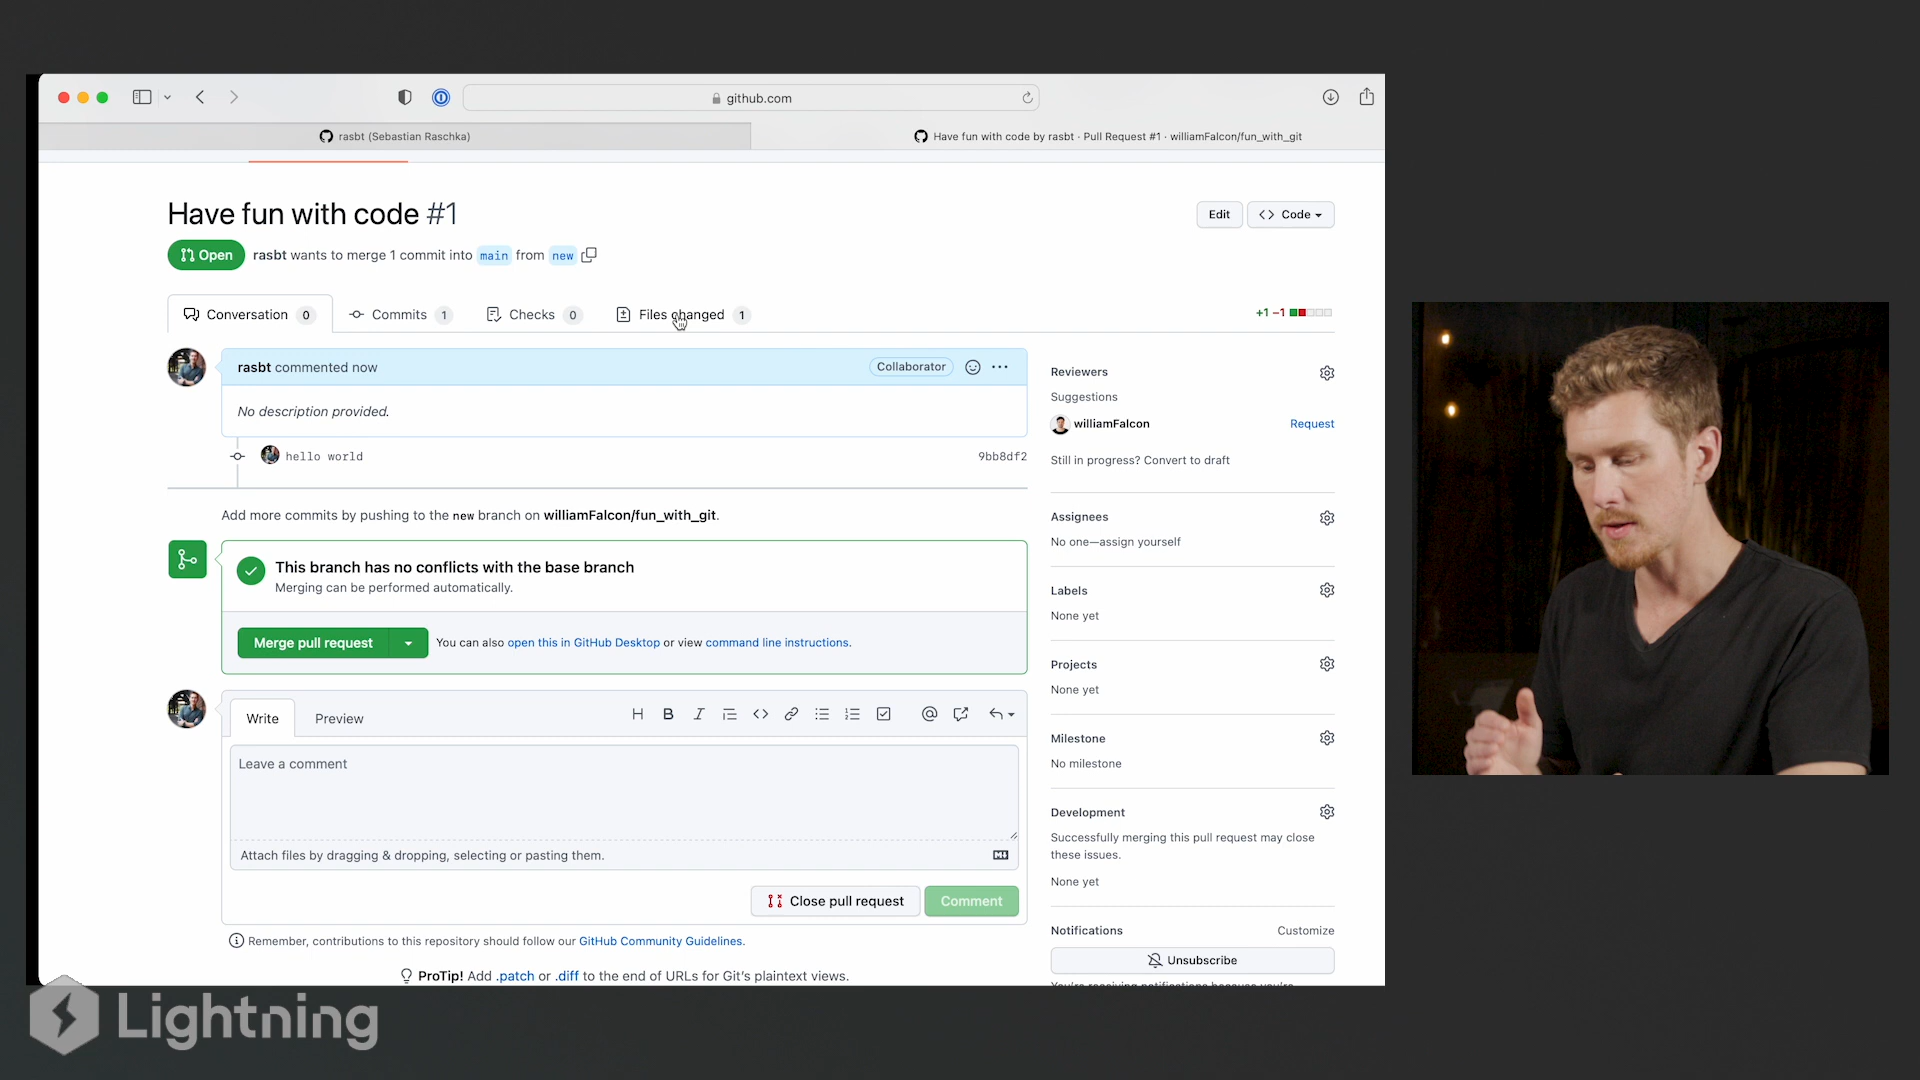 github.com
rasbt (Sebastian Raschka)
Have fun with code by rasbt · Pull Request #1 · williamFalcon/fun_with_git
Have fun with code #1
Edit
Code
Open
rasbt wants to merge 1 commit into main from new
Conversation 0
Commits 1
Checks 0
Files changed 1
+1 −1
rasbt commented now
Collaborator
No description provided.
hello world
9bb8df2
Add more commits by pushing to the new branch on williamFalcon/fun_with_git.
This branch has no conflicts with the base branch
Merging can be performed automatically.
Merge pull request
You can also open this in GitHub Desktop or view command line instructions.
Write
Preview
H B I
Leave a comment
Attach files by dragging & dropping, selecting or pasting them.
Close pull request
Comment
Remember, contributions to this repository should follow our GitHub Community Guidelines.
ProTip! Add .patch or .diff to the end of URLs for Git's plaintext views.
Reviewers
Suggestions
williamFalcon
Request
Still in progress? Convert to draft
Assignees
No one—assign yourself
Labels
None yet
Projects
None yet
Milestone
No milestone
Development
Successfully merging this pull request may close
these issues.
None yet
Notifications
Customize
Unsubscribe
You're receiving notifications because you're
Lightning